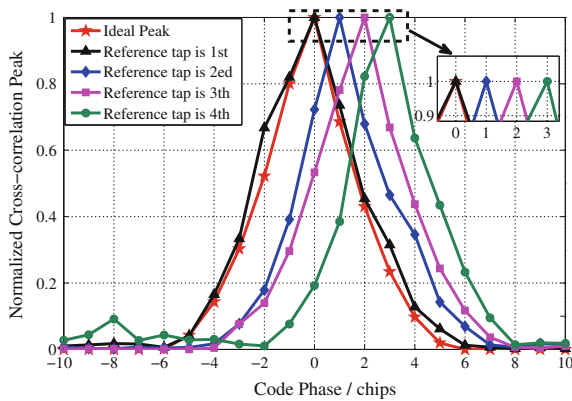 Ideal Peak
Reference tap is 1st
Reference tap is 2ed
Reference tap is 3th
Reference tap is 4th
1
0.9
0 1 2 3
Normalized Cross-correlation Peak
1
0.8
0.6
0.4
0.2
0
−10 −8 −6 −4 −2 0 2 4 6 8 10
Code Phase / chips